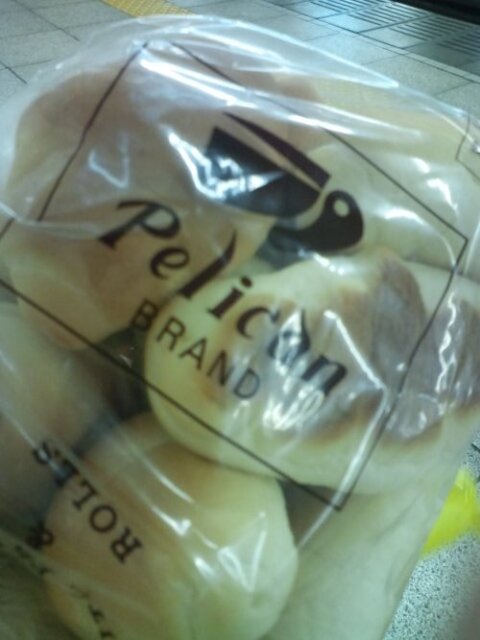 Pelican
BRAND
& ROLLS